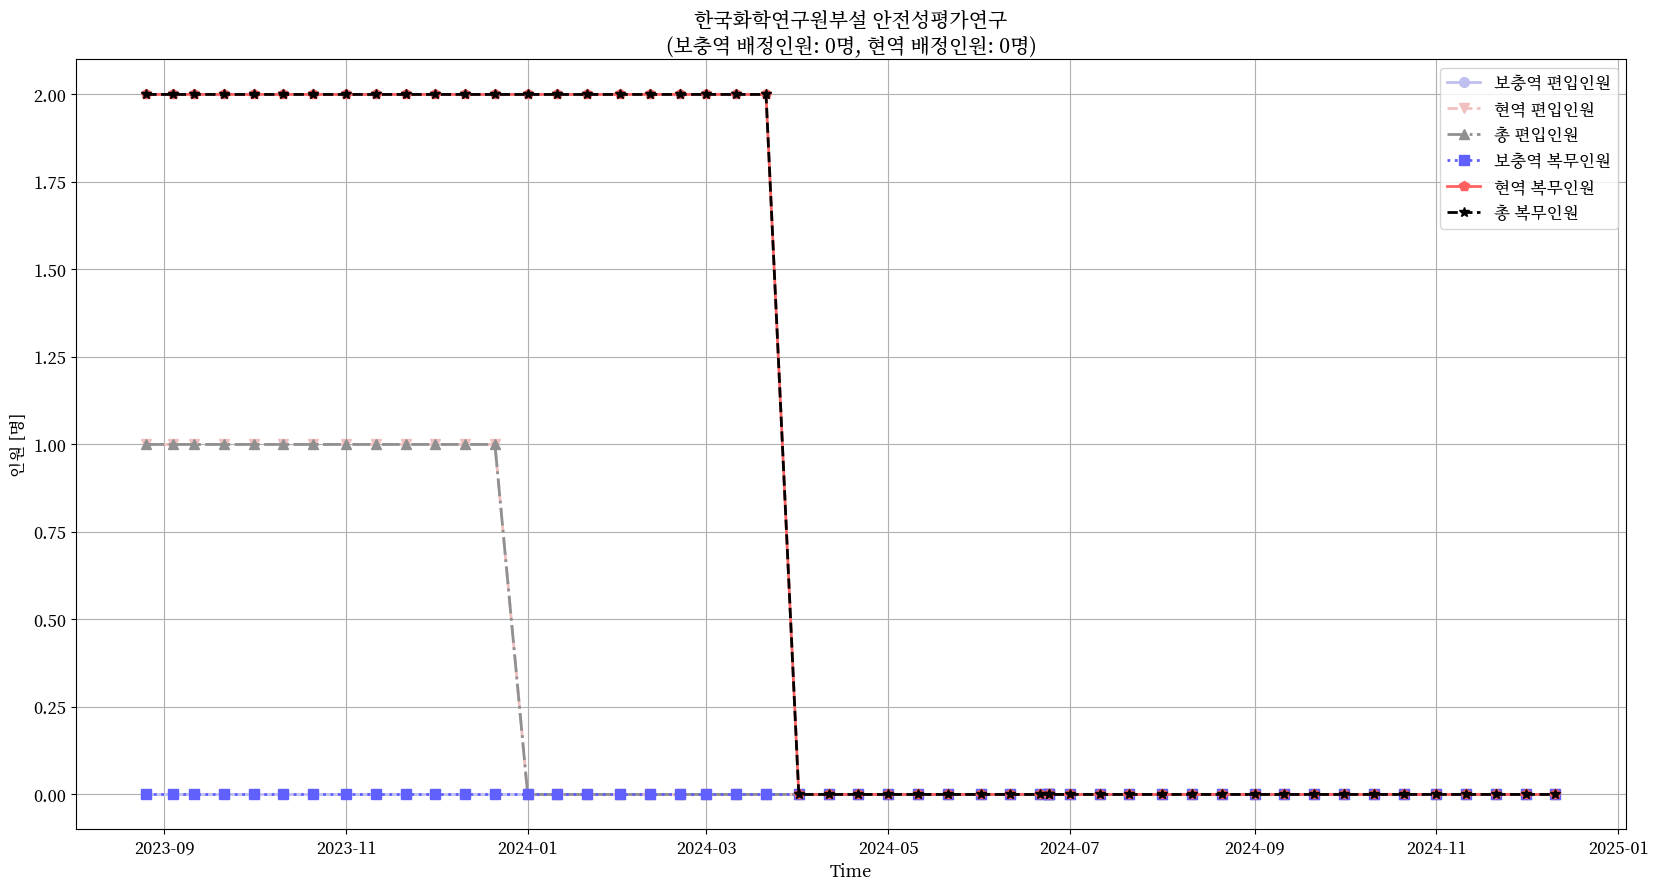 한국화학연구원부설 안전성평가연구
(보충역 배정인원: 0명, 현역 배정인원: 0명)
보충역 편입인원
현역 편입인원
총 편입인원
보충역 복무인원
현역 복무인원
총 복무인원
인원 [명]
2.00
1.75
1.50
1.25
1.00
0.75
0.50
0.25
0.00
2023-09 2023-11 2024-01 2024-03 2024-05 2024-07 2024-09 2024-11 2025-01
Time